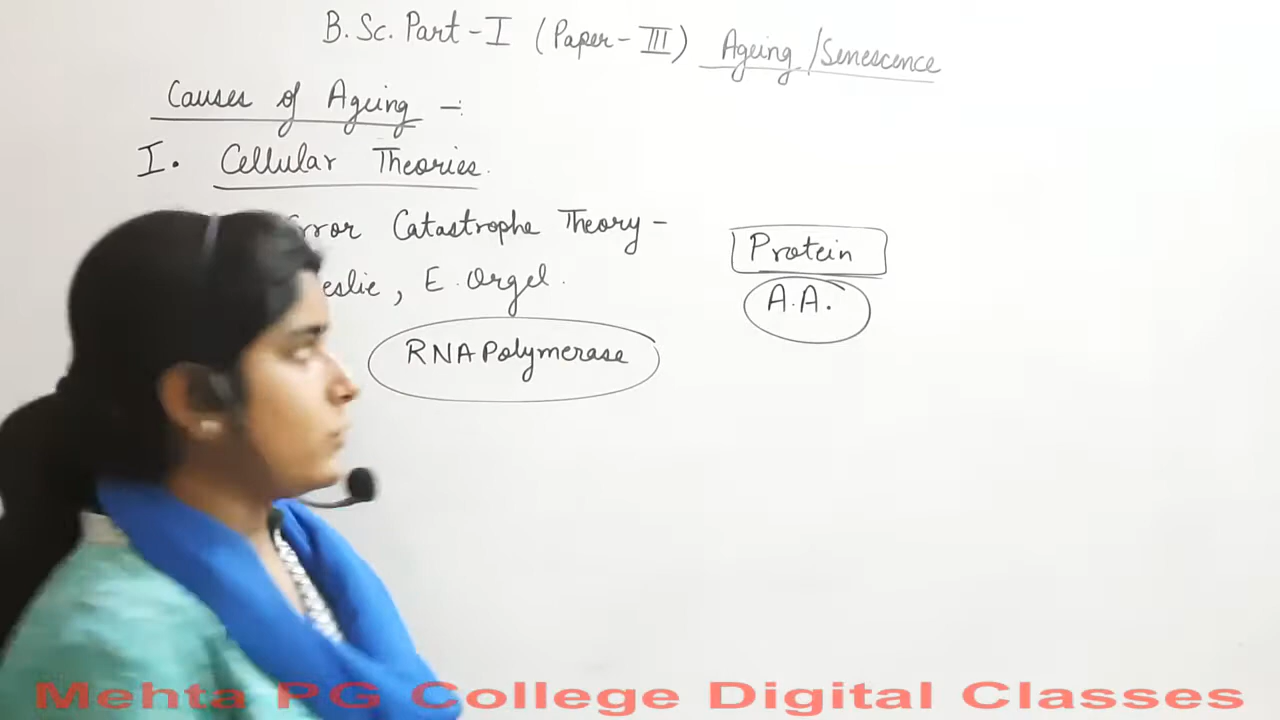 B.Sc. Part-I (Paper-III) Ageing/Senescence
Causes of Ageing -:
I. Cellular Theories.
Catastrophe Theory-
, E. Orgel.
Protein
A.A.
RNA Polymerase
Mehta PG College Digital Classes